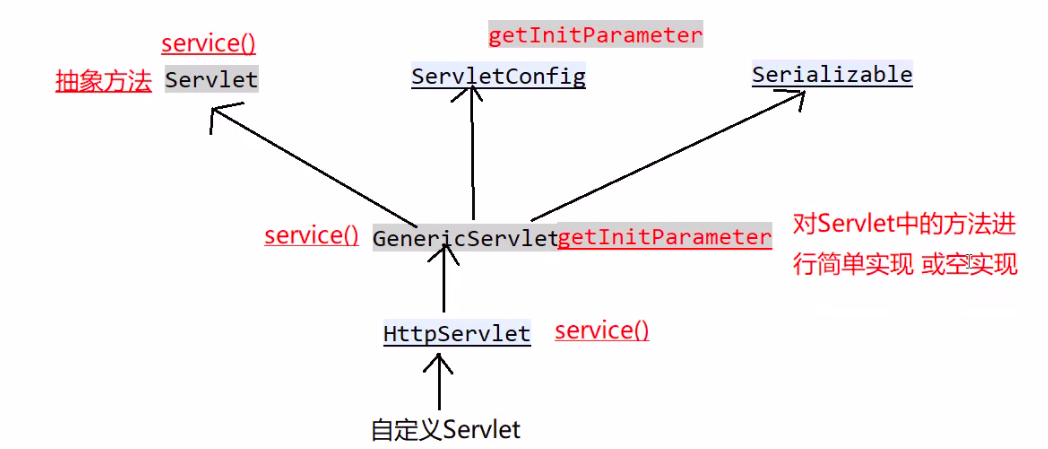 getInitParameter
service()
抽象方法 Servlet
ServletConfig
Serializable
service() GenericServlet getInitParameter
对Servlet中的方法进
行简单实现 或空实现
HttpServlet service()
自定义Servlet